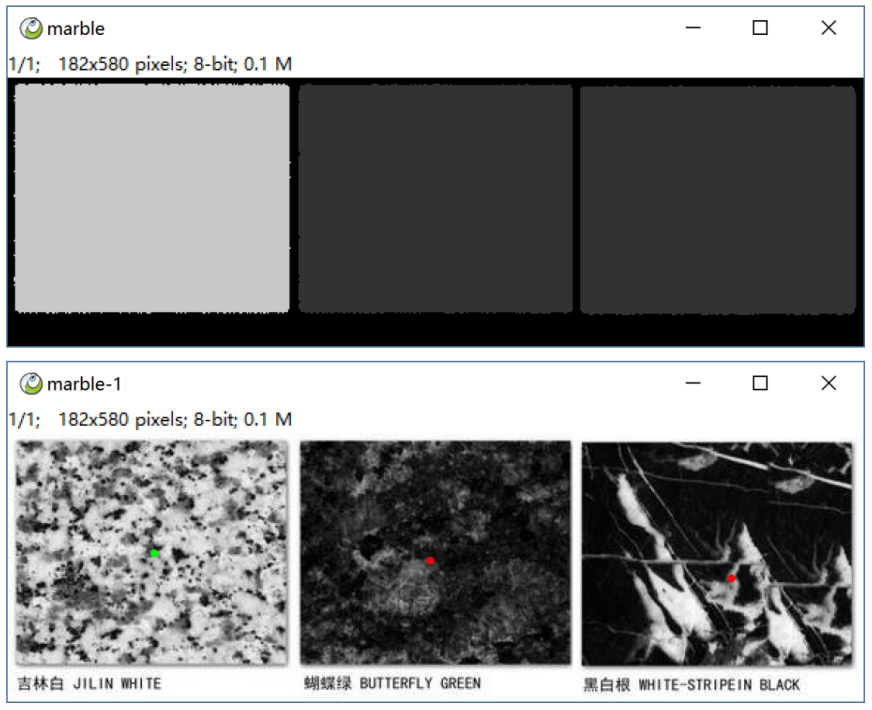 marble
1/1; 182x580 pixels; 8-bit; 0.1 M
marble-1
1/1; 182x580 pixels; 8-bit; 0.1 M
吉林白 JILIN WHITE
蝴蝶绿 BUTTERFLY GREEN
黑白根 WHITE-STRIPEIN BLACK